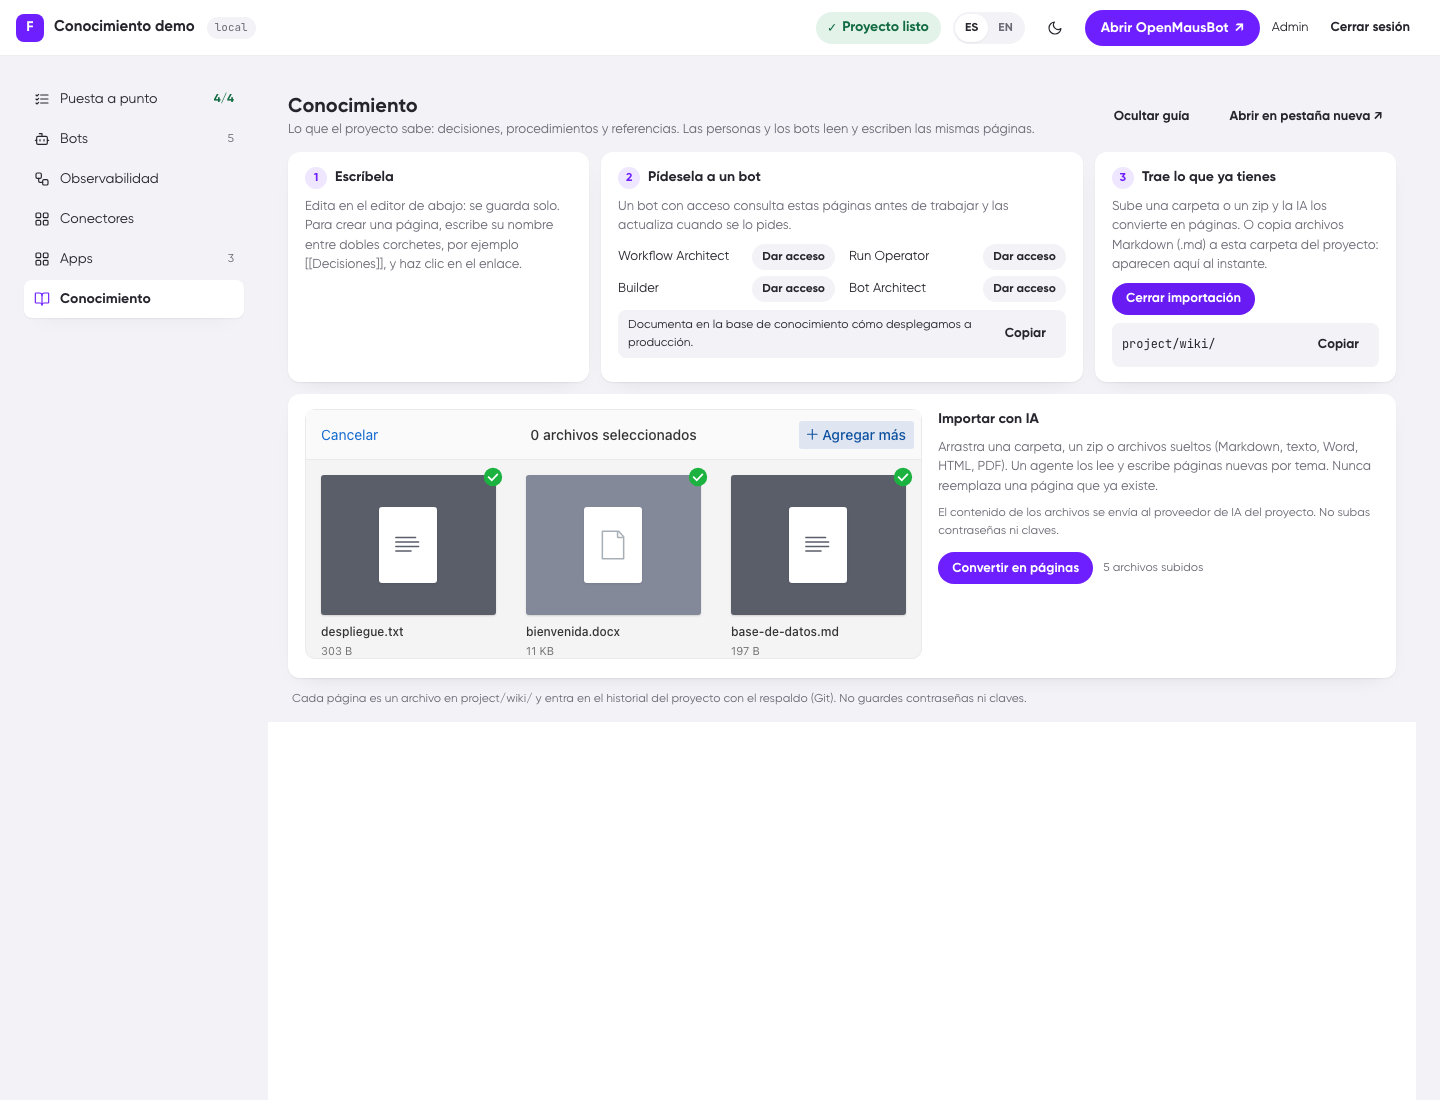 F Conocimiento demo local
✓ Proyecto listo ES EN Abrir OpenMausBot ↗ Admin Cerrar sesión
Puesta a punto 4/4
Bots 5
Observabilidad
Conectores
Apps 3
Conocimiento
Conocimiento
Lo que el proyecto sabe: decisiones, procedimientos y referencias. Las personas y los bots leen y escriben las mismas páginas.
Ocultar guía Abrir en pestaña nueva ↗
1 Escríbela
Edita en el editor de abajo: se guarda solo.
Para crear una página, escribe su nombre
entre dobles corchetes, por ejemplo
[[Decisiones]], y haz clic en el enlace.
2 Pídesela a un bot
Un bot con acceso consulta estas páginas antes de trabajar y las
actualiza cuando se lo pides.
Workflow Architect Dar acceso Run Operator Dar acceso
Builder Dar acceso Bot Architect Dar acceso
Documenta en la base de conocimiento cómo desplegamos a
producción.
Copiar
3 Trae lo que ya tienes
Sube una carpeta o un zip y la IA los
convierte en páginas. O copia archivos
Markdown (.md) a esta carpeta del proyecto:
aparecen aquí al instante.
Cerrar importación
project/wiki/ Copiar
Cancelar 0 archivos seleccionados + Agregar más
despliegue.txt
303 B
bienvenida.docx
11 KB
base-de-datos.md
197 B
Importar con IA
Arrastra una carpeta, un zip o archivos sueltos (Markdown, texto, Word,
HTML, PDF). Un agente los lee y escribe páginas nuevas por tema. Nunca
reemplaza una página que ya existe.
El contenido de los archivos se envía al proveedor de IA del proyecto. No subas
contraseñas ni claves.
Convertir en páginas 5 archivos subidos
Cada página es un archivo en project/wiki/ y entra en el historial del proyecto con el respaldo (Git). No guardes contraseñas ni claves.